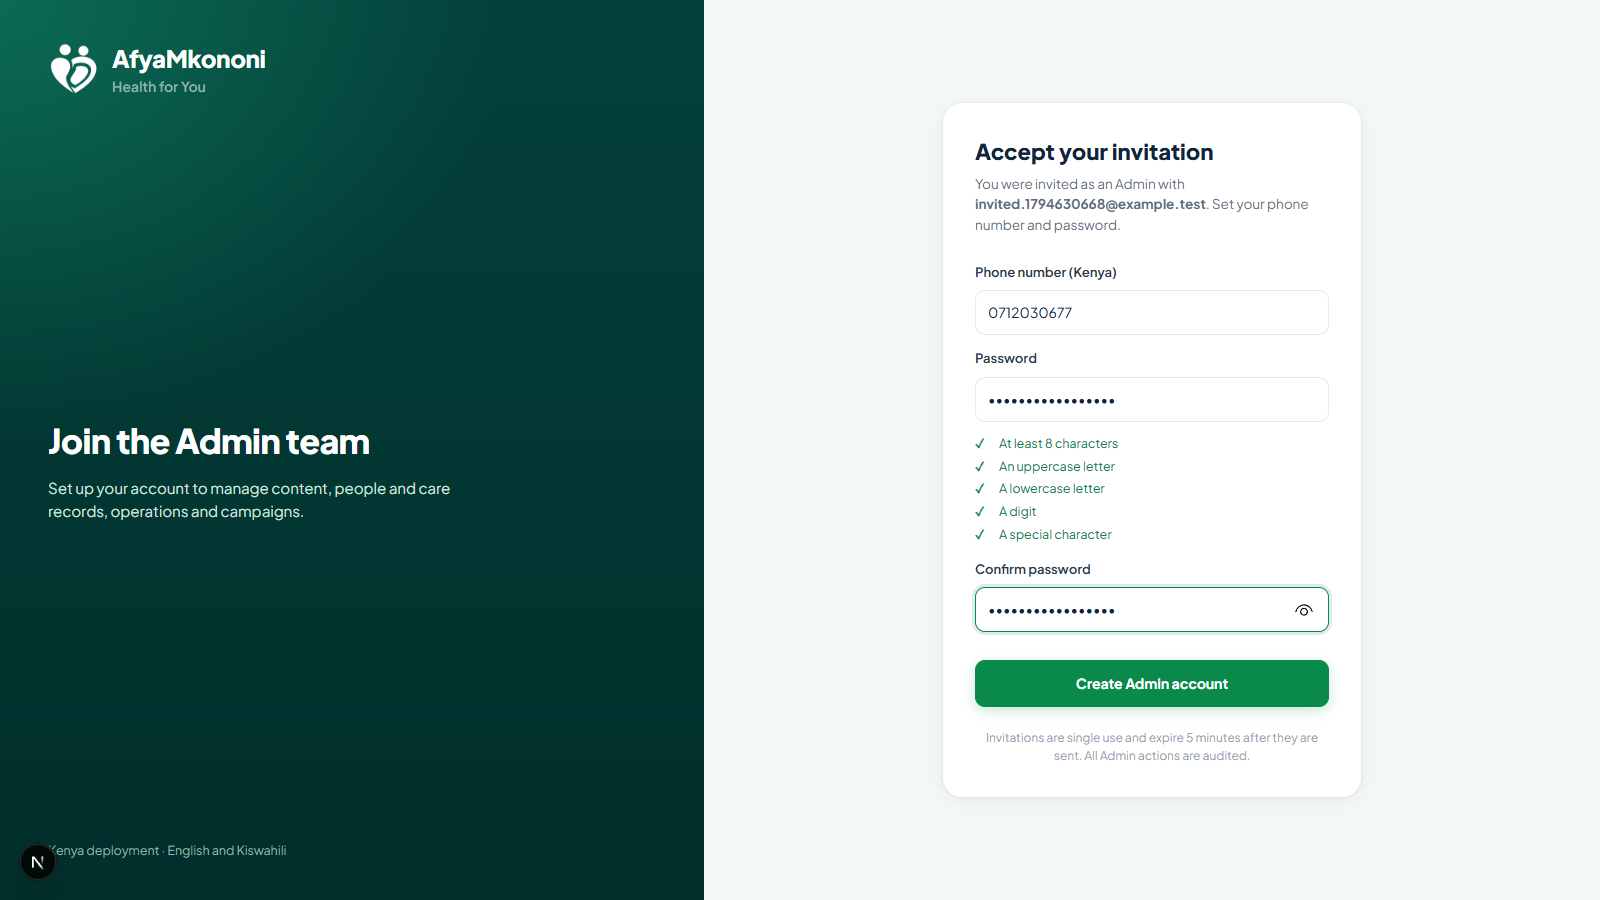 AfyaMkononi
Health for You
Join the Admin team
Set up your account to manage content, people and care
records, operations and campaigns.
Kenya deployment · English and Kiswahili
Accept your invitation
You were invited as an Admin with
invited.1794630668@example.test. Set your phone
number and password.
Phone number (Kenya)
0712030677
Password
•••••••••••••••••
✓ At least 8 characters
✓ An uppercase letter
✓ A lowercase letter
✓ A digit
✓ A special character
Confirm password
•••••••••••••••••
Create Admin account
Invitations are single use and expire 5 minutes after they are
sent. All Admin actions are audited.